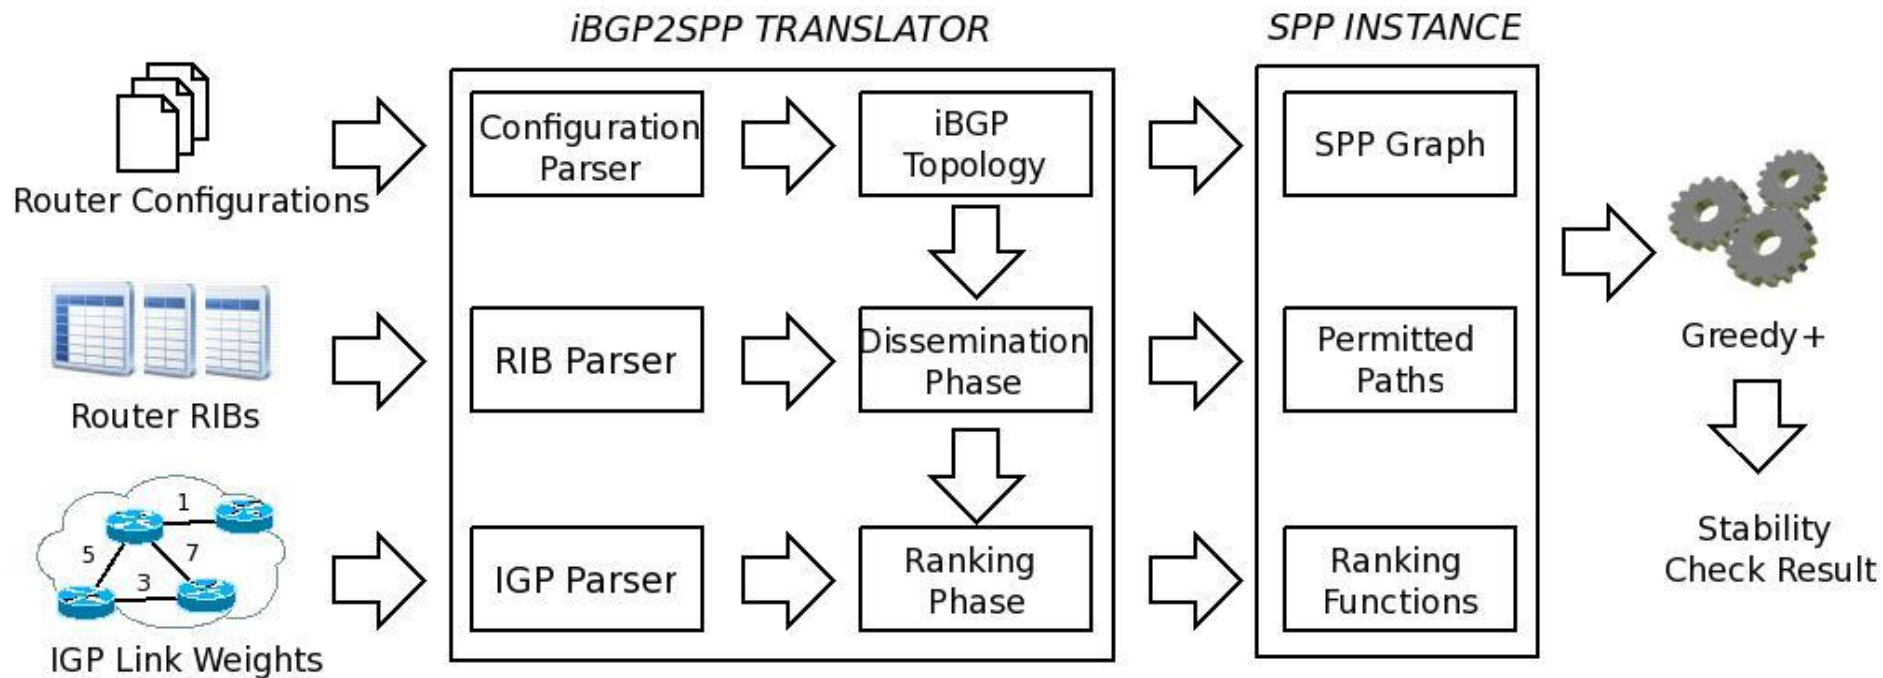 iBGP2SPP TRANSLATOR
SPP INSTANCE
Router Configurations
Configuration
Parser
iBGP
Topology
SPP Graph
Router RIBs
RIB Parser
Dissemination
Phase
Permitted
Paths
Greedy+
1
5
7
3
IGP Link Weights
IGP Parser
Ranking
Phase
Ranking
Functions
Stability
Check Result